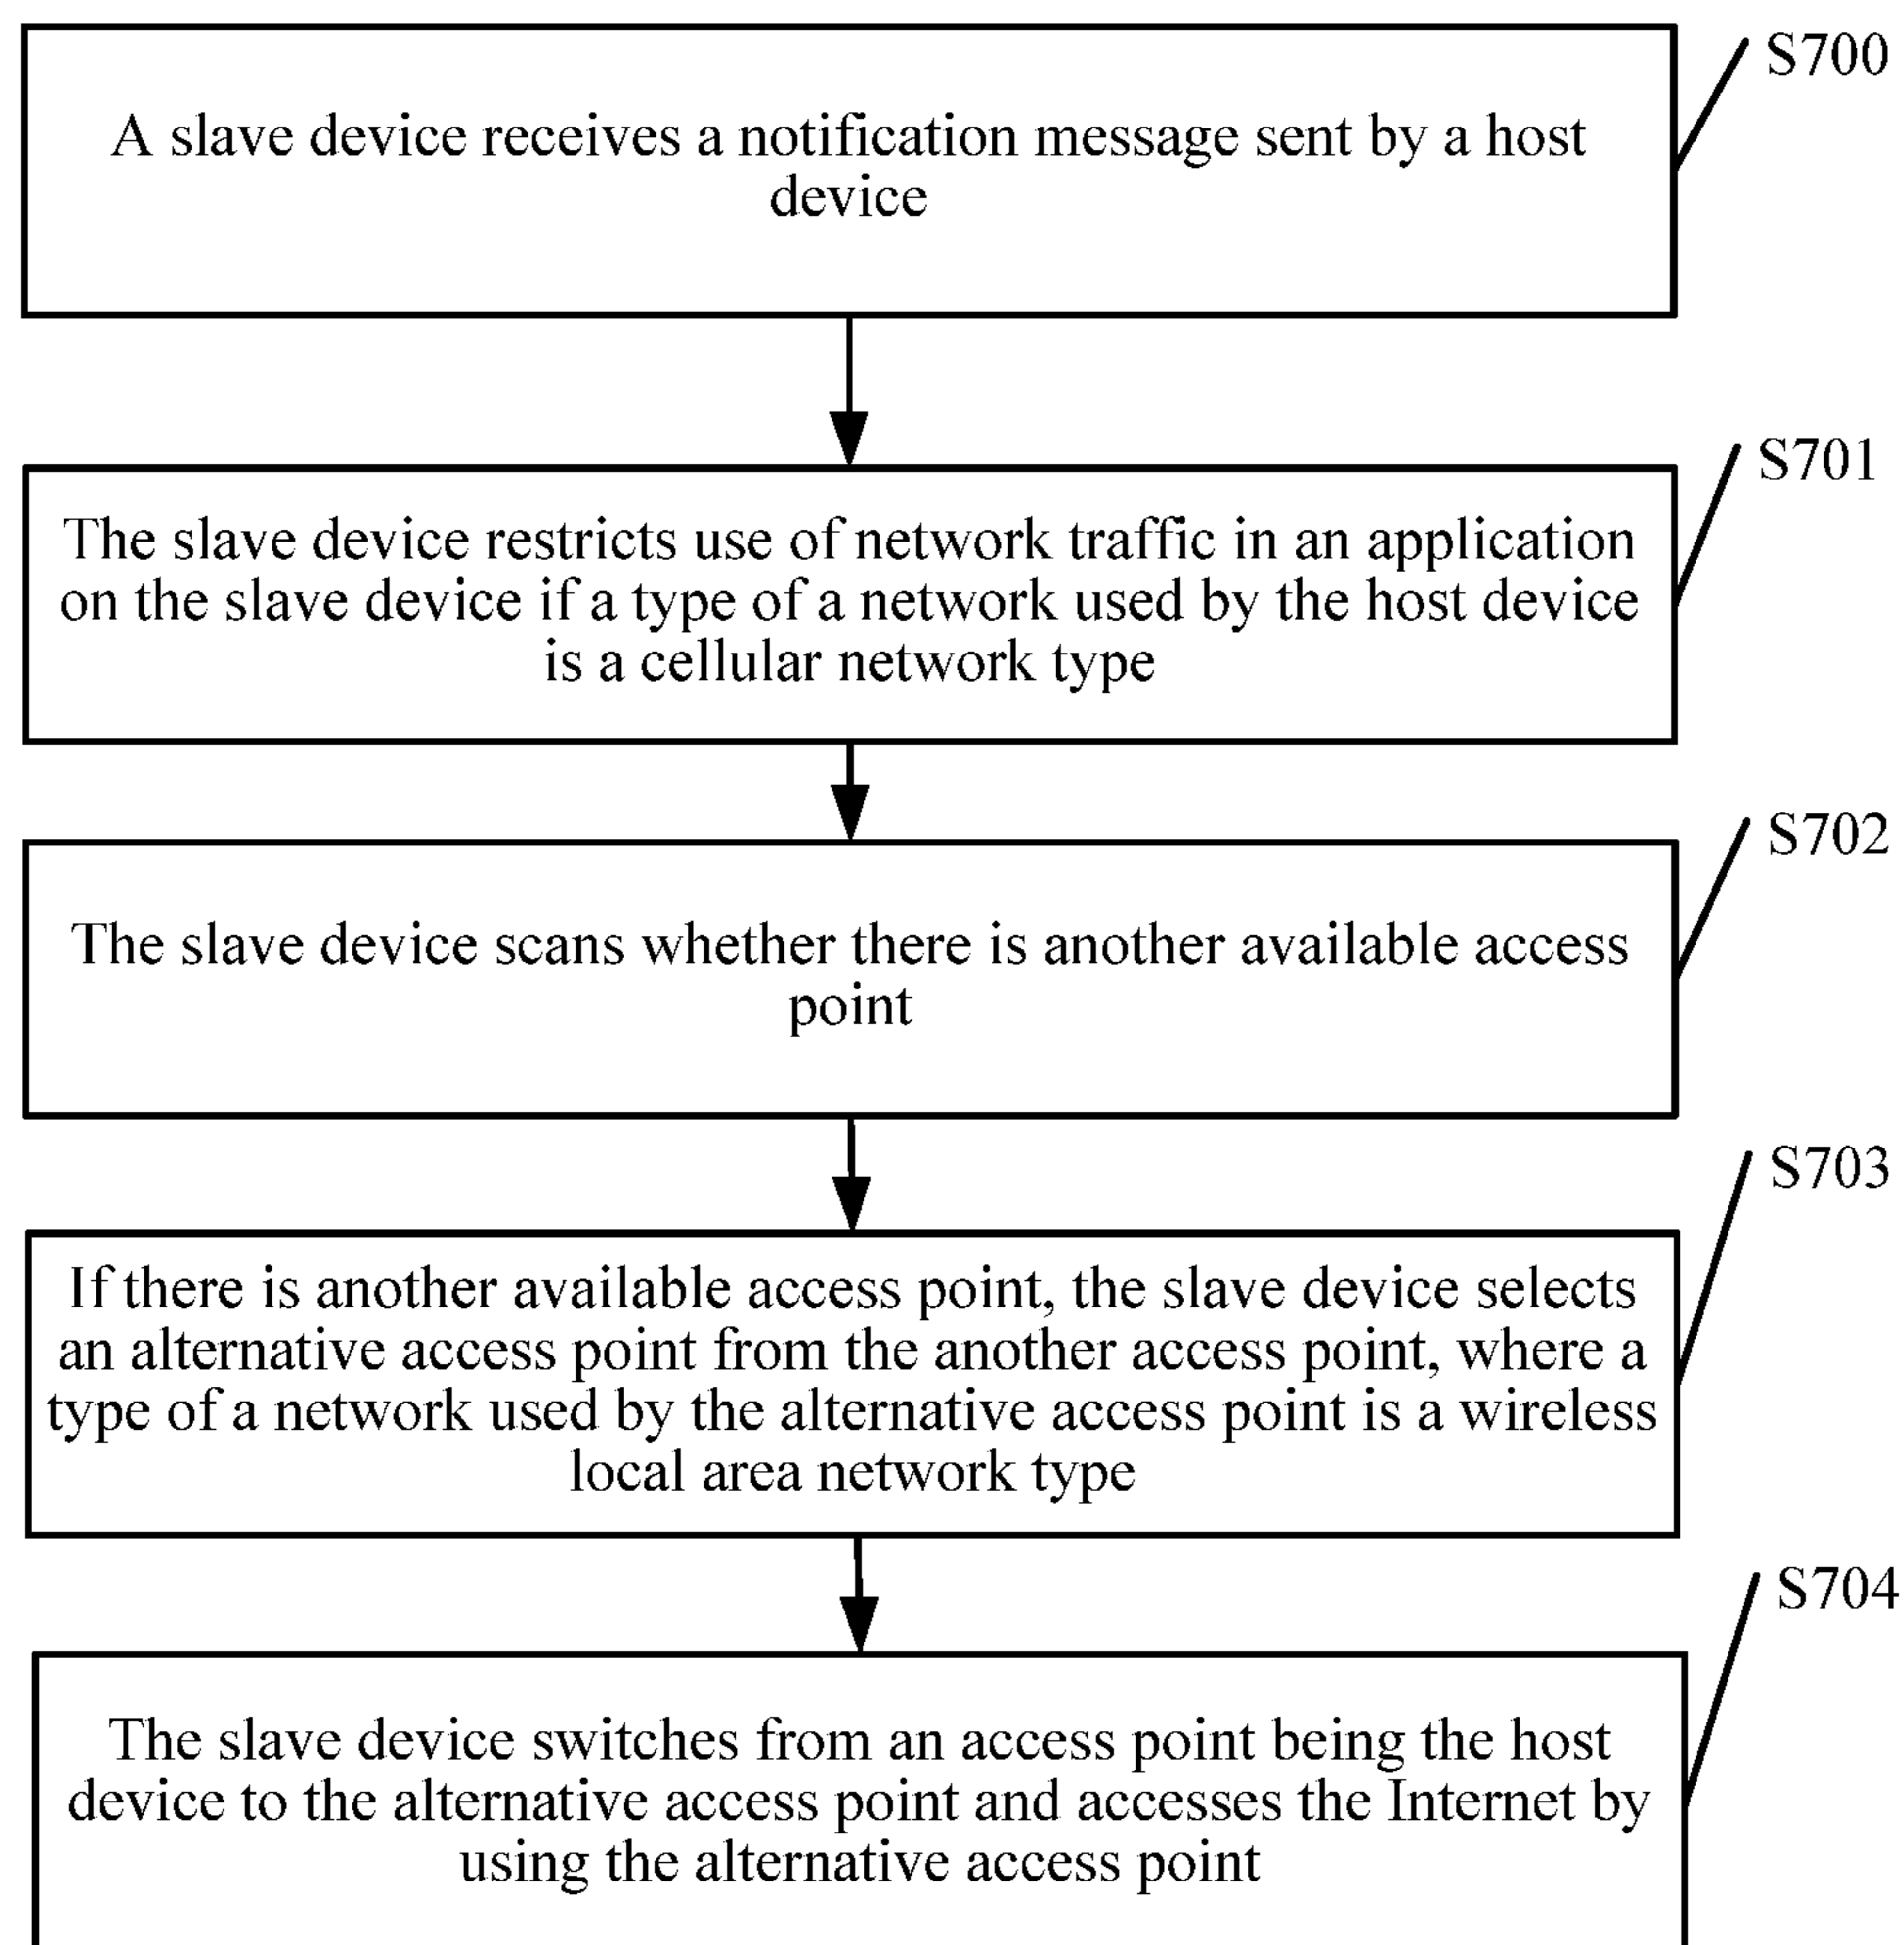 S700
A slave device receives a notification message sent by a host
device
S701
The slave device restricts use of network traffic in an application
on the slave device if a type of a network used by the host device
is a cellular network type
S702
The slave device scans whether there is another available access
point
S703
If there is another available access point, the slave device selects
an alternative access point from the another access point, where a
type of a network used by the alternative access point is a wireless
local area network type
S704
The slave device switches from an access point being the host
device to the alternative access point and accesses the Internet by
using the alternative access point